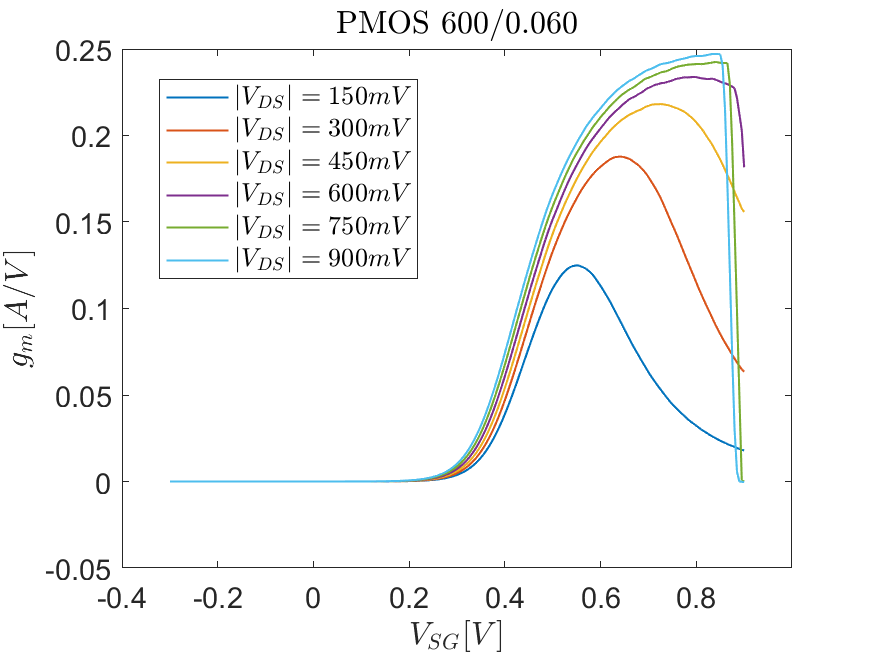 PMOS 600/0.060
0.25
0.2
0.15
0.1
0.05
0
-0.05
g_m[A/V]
|V_DS| = 150mV
|V_DS| = 300mV
|V_DS| = 450mV
|V_DS| = 600mV
|V_DS| = 750mV
|V_DS| = 900mV
-0.4 -0.2 0 0.2 0.4 0.6 0.8
V_SG[V]